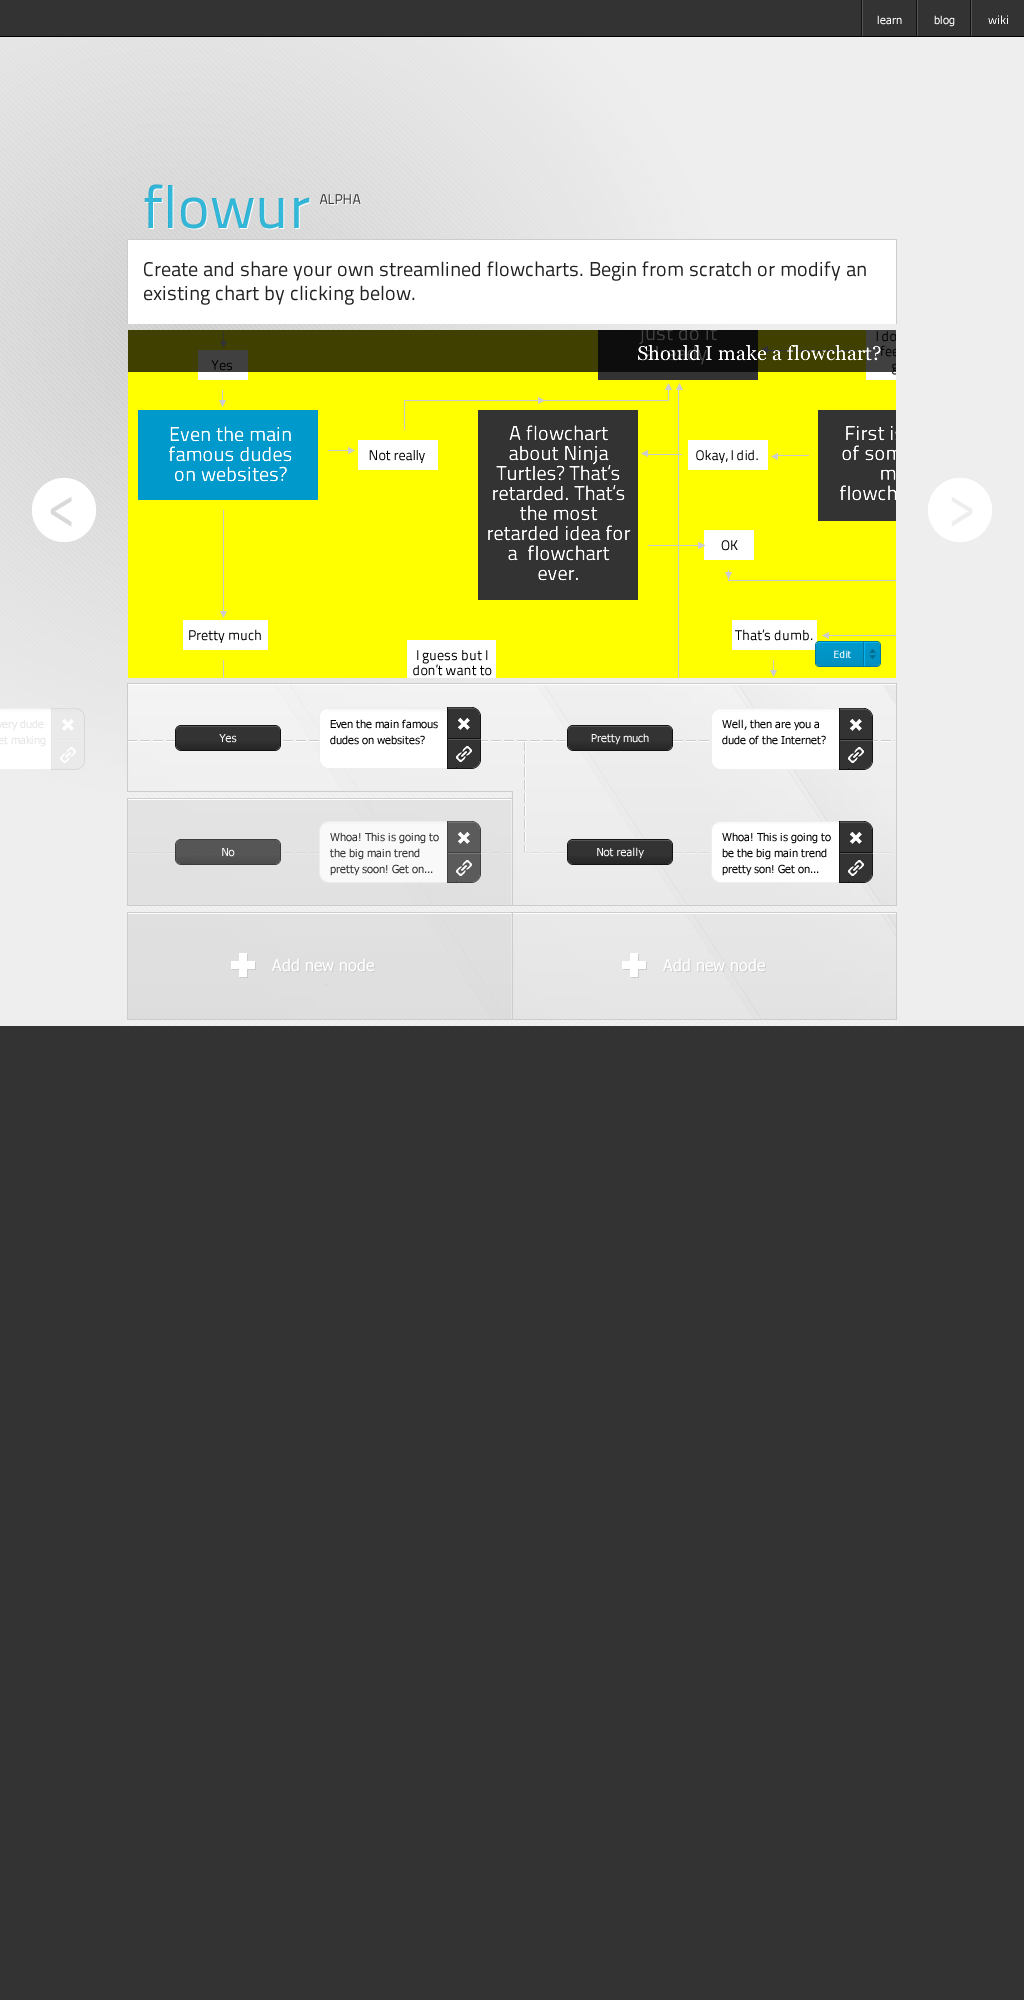 learn
blog
wiki
flowur ALPHA
Create and share your own streamlined flowcharts. Begin from scratch or modify an
existing chart by clicking below.
just do it
Should I make a flowchart?
I do
fee
Yes
Even the main
famous dudes
on websites?
Not really
A flowchart
about Ninja
Turtles? That's
retarded. That's
the most
retarded idea for
a flowchart
ever.
Okay, I did.
First i
of som
m
flowch
<
>
OK
Pretty much
I guess but I
don't want to
That's dumb.
Edit
very dude
et making
Yes
Even the main famous
dudes on websites?
Pretty much
Well, then are you a
dude of the Internet?
No
Whoa! This is going to
the big main trend
pretty soon! Get on...
Not really
Whoa! This is going to
be the big main trend
pretty son! Get on...
Add new node
Add new node